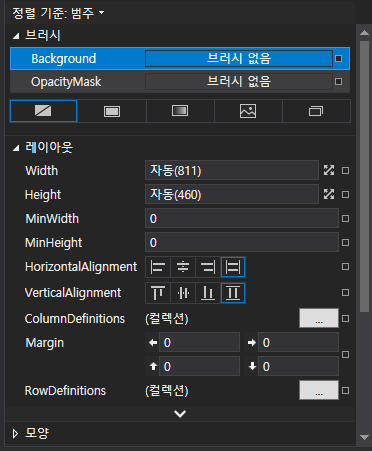 정렬 기준: 범주
브러시
Background 브러시 없음
OpacityMask 브러시 없음
레이아웃
Width 자동(811)
Height 자동(460)
MinWidth 0
MinHeight 0
HorizontalAlignment
VerticalAlignment
ColumnDefinitions (컬렉션) ...
Margin 0 0
0 0
RowDefinitions (컬렉션) ...
모양